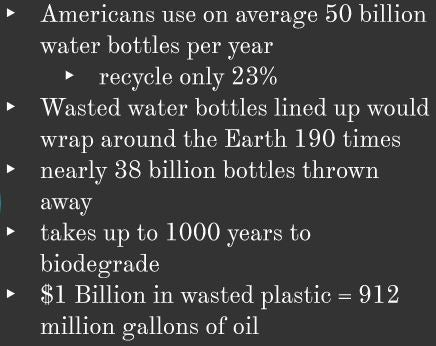 ▸ Americans use on average 50 billion
water bottles per year
▸ recycle only 23%
▸ Wasted water bottles lined up would
wrap around the Earth 190 times
▸ nearly 38 billion bottles thrown
away
▸ takes up to 1000 years to
biodegrade
▸ $1 Billion in wasted plastic = 912
million gallons of oil